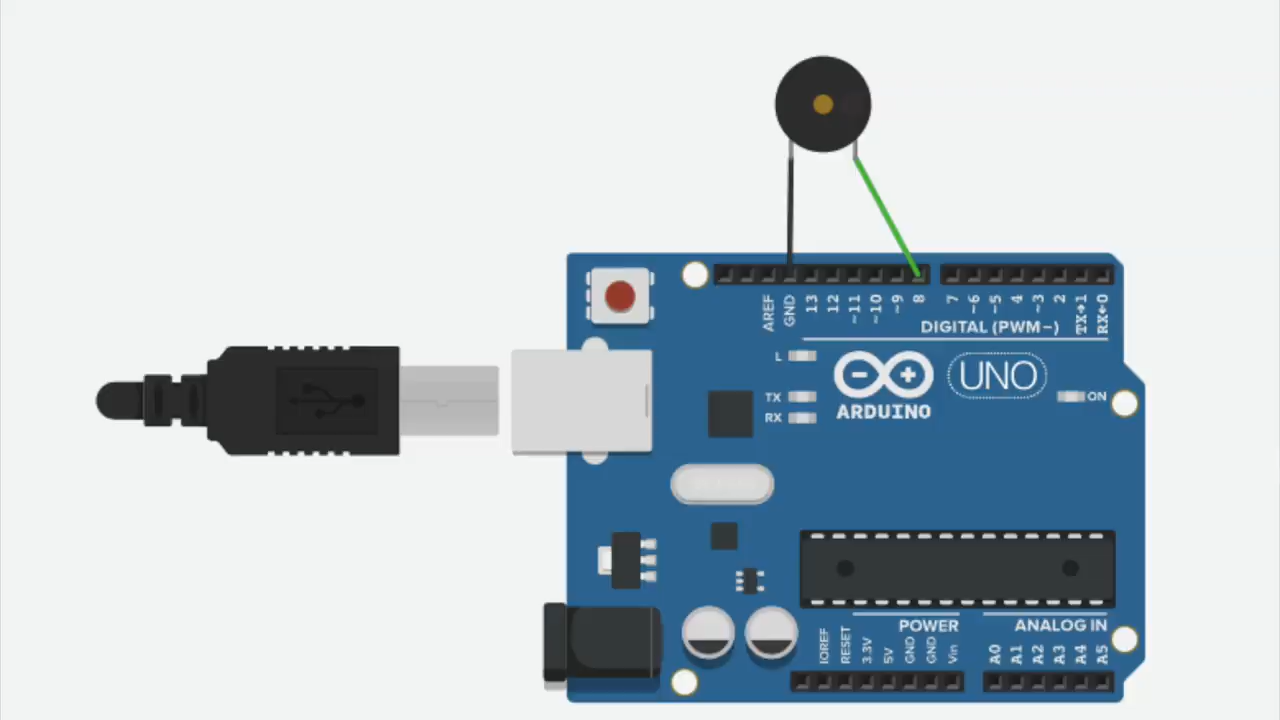 AREF
GND
13
12
~11
~10
~9
8
7
~6
~5
4
~3
2
TX→1
RX←0
DIGITAL (PWM~)
L
TX
RX
ARDUINO
UNO
ON
POWER
ANALOG IN
IOREF
RESET
3.3V
5V
GND
GND
Vin
A0
A1
A2
A3
A4
A5